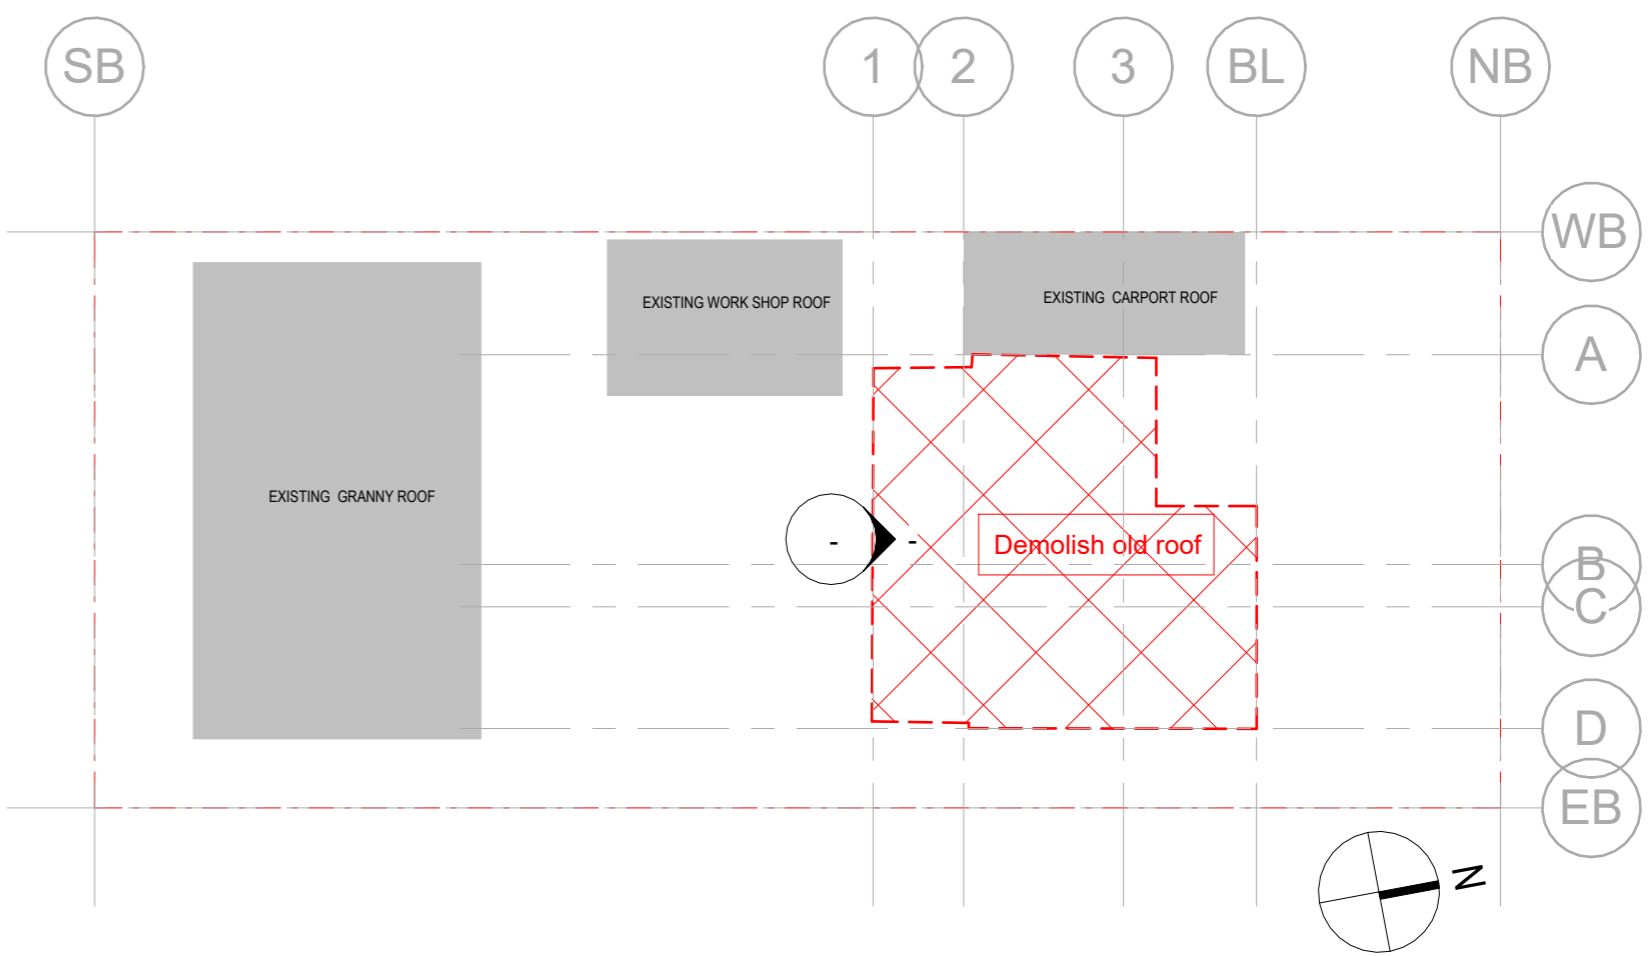 SB
1
2
3
BL
NB
WB
EXISTING WORK SHOP ROOF
EXISTING  CARPORT ROOF
A
EXISTING  GRANNY ROOF
-
-
Demolish old roof
B
C
D
EB
N